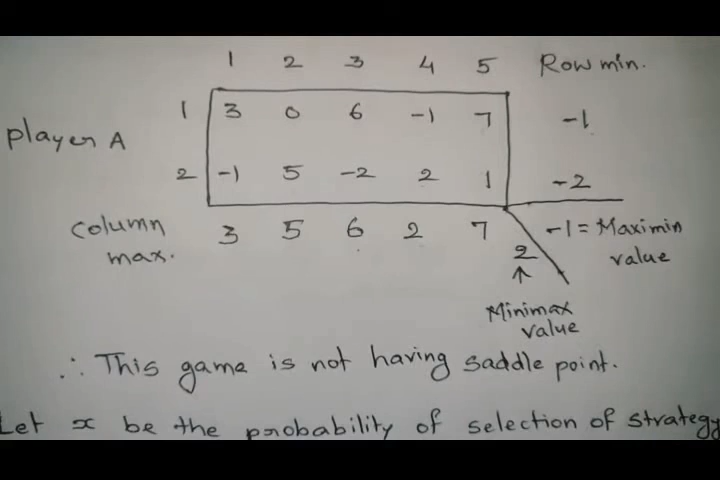 1 2 3 4 5 Row min.
1 3 0 6 -1 7 -1
player A
2 -1 5 -2 2 1 -2
column max. 3 5 6 2 7 -1 = Maximin value
2
↑
Minimax value
∴ This game is not having saddle point.
Let x be the probability of selection of strategy